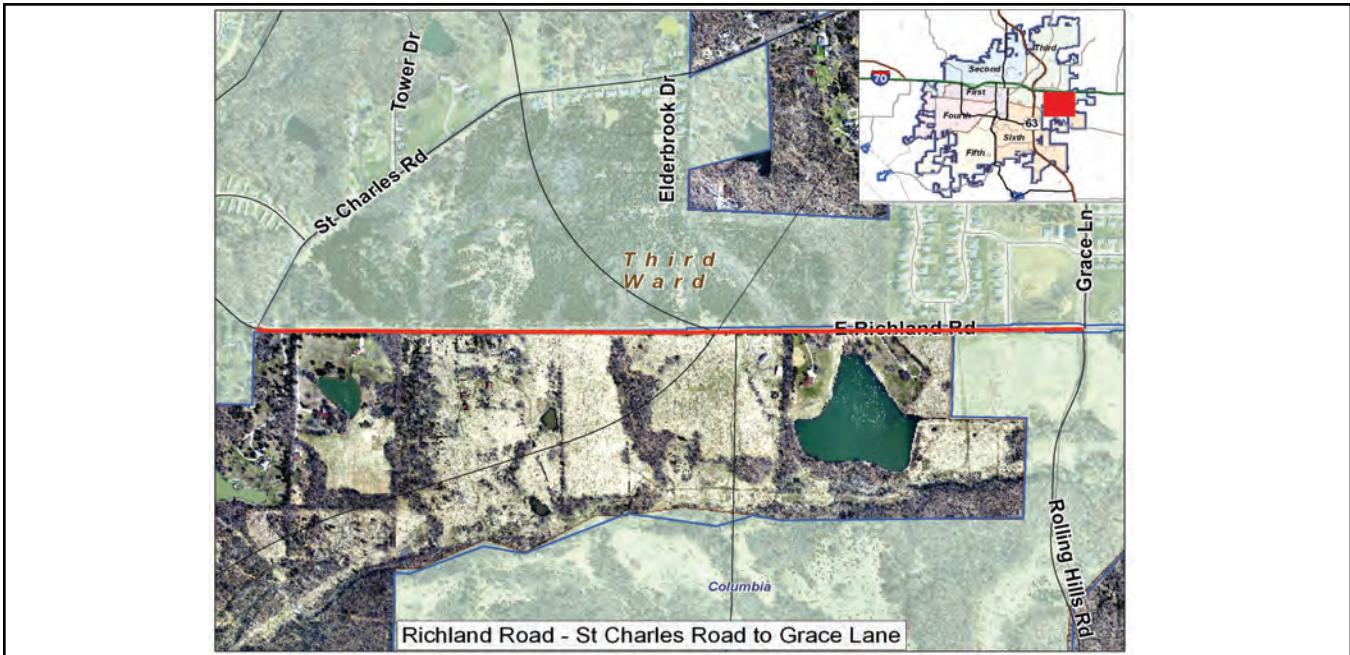 Tower Dr
St Charles Rd
Elderbrook Dr
Third
Ward
E Richland Rd
Grace Ln
Rolling Hills Rd
Columbia
Third
Second
70
First
Fourth
63
Sixth
Fifth
Richland Road - St Charles Road to Grace Lane